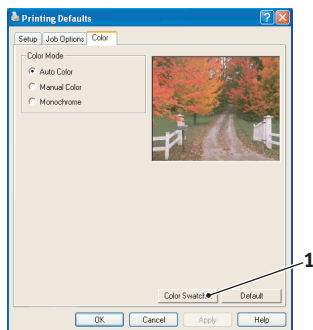 Printing Defaults
Setup Job Options Color
Color Mode
Auto Color
Manual Color
Monochrome
1
Color Swatch Default
OK Cancel Apply Help